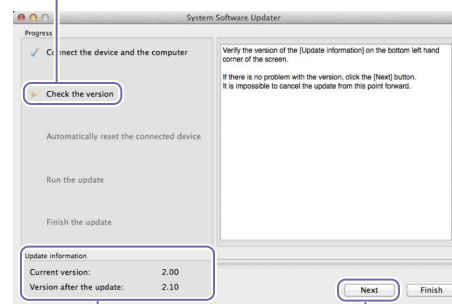 System Software Updater
Progress
Connect the device and the computer
Check the version
Automatically reset the connected device
Run the update
Finish the update
Verify the version of the [Update information] on the bottom left hand
corner of the screen.
If there is no problem with the version, click the [Next] button.
It is impossible to cancel the update from this point forward.
Update information
Current version: 2.00
Version after the update: 2.10
Next
Finish